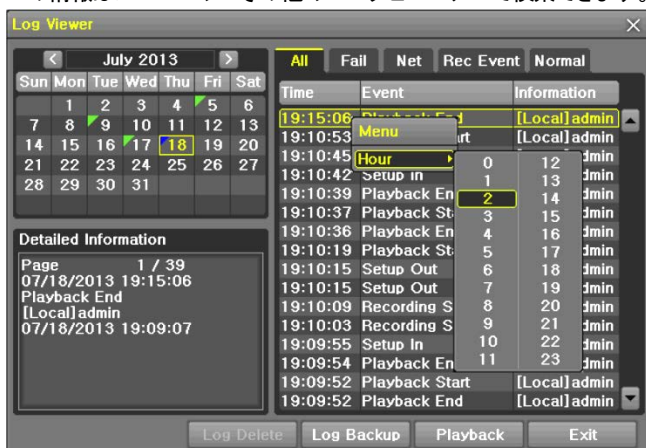 Log Viewer
July 2013
Sun Mon Tue Wed Thu Fri Sat
1 2 3 4 5 6
7 8 9 10 11 12 13
14 15 16 17 18 19 20
21 22 23 24 25 26 27
28 29 30 31
Detailed Information
Page 1 / 39
07/18/2013 19:15:06
Playback End
[Local]admin
07/18/2013 19:09:07
All Fail Net Rec Event Normal
Time Event Information
19:15:06 Playback End [Local]admin
19:10:53
19:10:45
19:10:42 Setup In
19:10:39 Playback En
19:10:37 Playback St
19:10:36 Playback En
19:10:19 Playback St
19:10:15 Setup Out
19:10:15 Setup Out
19:10:09 Recording S
19:10:03 Recording S
19:09:55 Setup In
19:09:54 Playback En
19:09:52 Playback Start [Local]admin
19:09:52 Playback End [Local]admin
Menu
Hour
0 12
1 13
2 14
3 15
4 16
5 17
6 18
7 19
8 20
9 21
10 22
11 23
Log Delete Log Backup Playback Exit